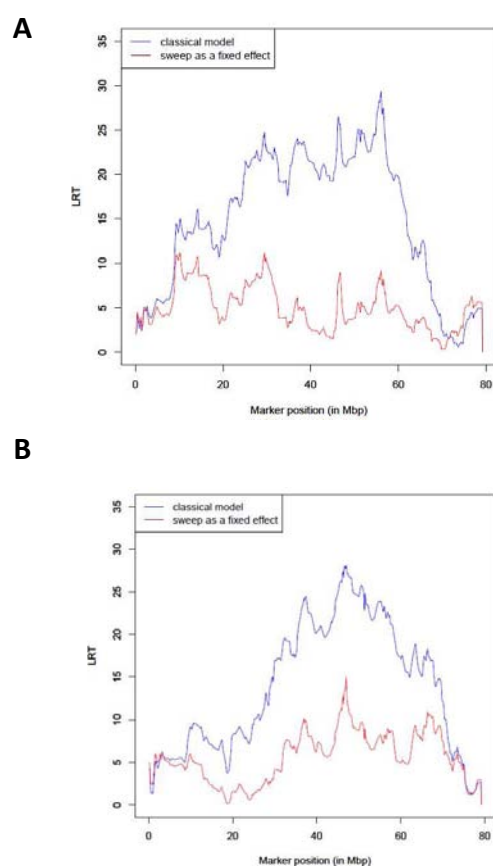 A
classical model
sweep as a fixed effect
LRT
35
30
25
20
15
10
5
0
0 20 40 60 80
Marker position (in Mbp)
B
classical model
sweep as a fixed effect
LRT
35
30
25
20
15
10
5
0
0 20 40 60 80
Marker position (in Mbp)